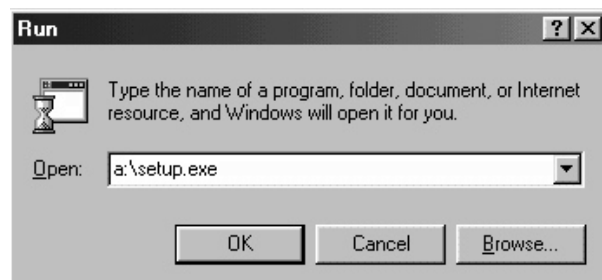 Run
Type the name of a program, folder, document, or Internet
resource, and Windows will open it for you.
Open: a:\setup.exe
OK Cancel Browse...